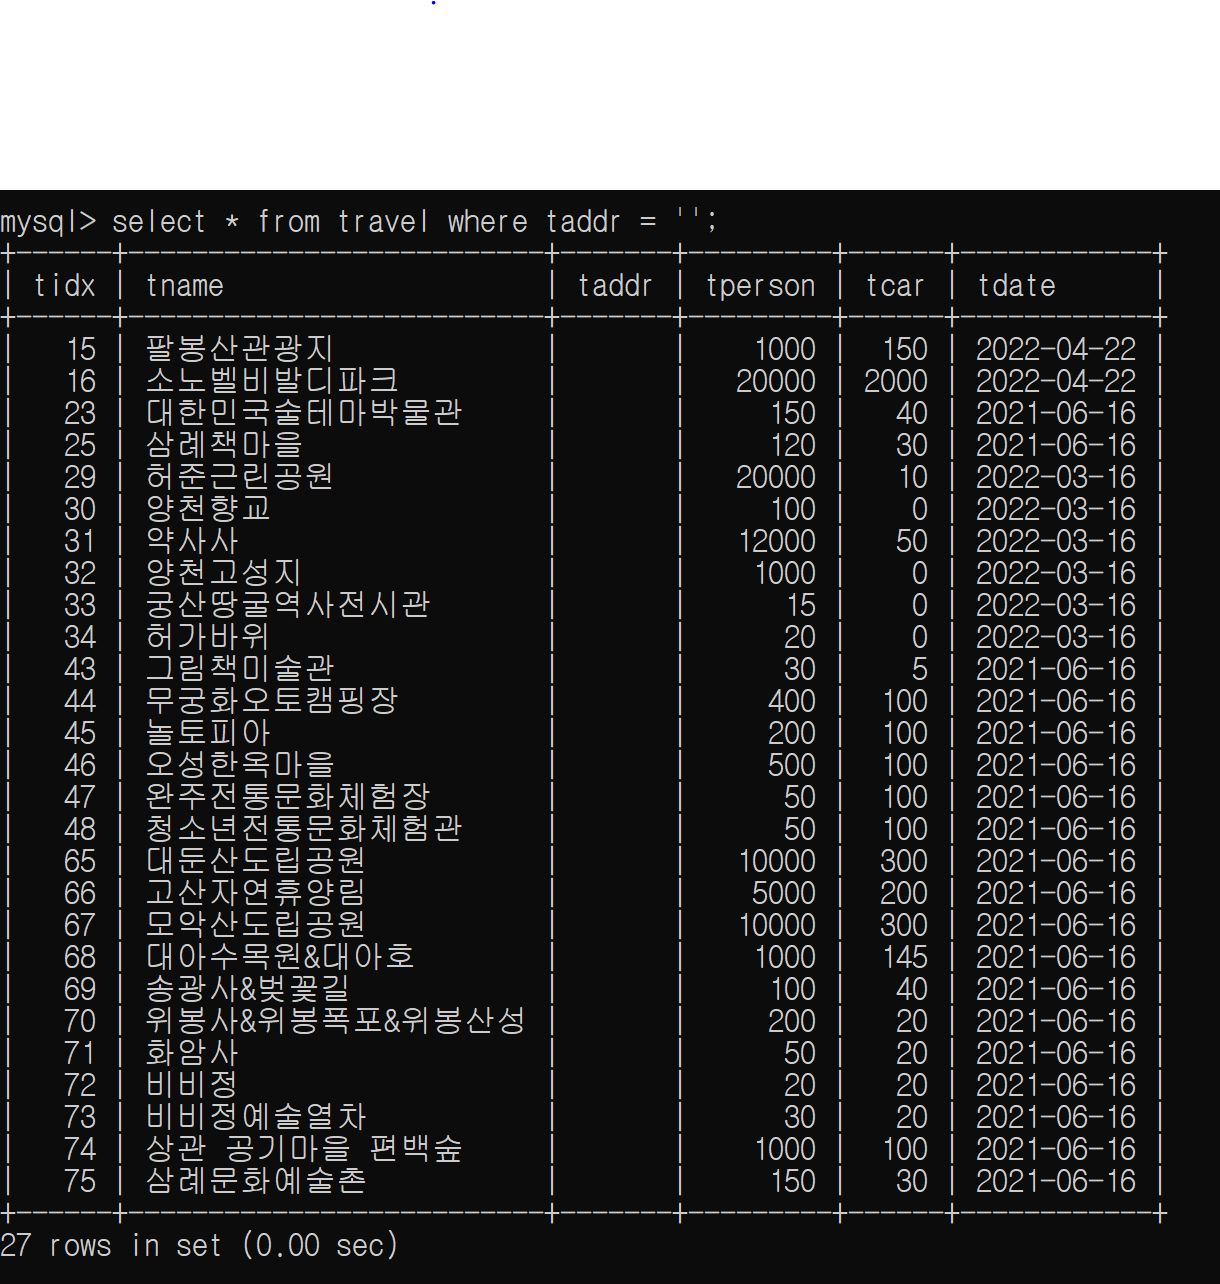 mysql> select * from travel where taddr = '';
+------+--------------------------+-------+---------+------+------------+
| tidx | tname                    | taddr | tperson | tcar | tdate      |
+------+--------------------------+-------+---------+------+------------+
|   15 | 팔봉산관광지             |       |    1000 |  150 | 2022-04-22 |
|   16 | 소노벨비발디파크         |       |   20000 | 2000 | 2022-04-22 |
|   23 | 대한민국술테마박물관     |       |     150 |   40 | 2021-06-16 |
|   25 | 삼례책마을               |       |     120 |   30 | 2021-06-16 |
|   29 | 허준근린공원             |       |   20000 |   10 | 2022-03-16 |
|   30 | 양천향교                 |       |     100 |    0 | 2022-03-16 |
|   31 | 약사사                   |       |   12000 |   50 | 2022-03-16 |
|   32 | 양천고성지               |       |    1000 |    0 | 2022-03-16 |
|   33 | 궁산땅굴역사전시관       |       |      15 |    0 | 2022-03-16 |
|   34 | 허가바위                 |       |      20 |    0 | 2022-03-16 |
|   43 | 그림책미술관             |       |      30 |    5 | 2021-06-16 |
|   44 | 무궁화오토캠핑장         |       |     400 |  100 | 2021-06-16 |
|   45 | 놀토피아                 |       |     200 |  100 | 2021-06-16 |
|   46 | 오성한옥마을             |       |     500 |  100 | 2021-06-16 |
|   47 | 완주전통문화체험장       |       |      50 |  100 | 2021-06-16 |
|   48 | 청소년전통문화체험관     |       |      50 |  100 | 2021-06-16 |
|   65 | 대둔산도립공원           |       |   10000 |  300 | 2021-06-16 |
|   66 | 고산자연휴양림           |       |    5000 |  200 | 2021-06-16 |
|   67 | 모악산도립공원           |       |   10000 |  300 | 2021-06-16 |
|   68 | 대아수목원&대아호        |       |    1000 |  145 | 2021-06-16 |
|   69 | 송광사&벚꽃길            |       |     100 |   40 | 2021-06-16 |
|   70 | 위봉사&위봉폭포&위봉산성 |       |     200 |   20 | 2021-06-16 |
|   71 | 화암사                   |       |      50 |   20 | 2021-06-16 |
|   72 | 비비정                   |       |      20 |   20 | 2021-06-16 |
|   73 | 비비정예술열차           |       |      30 |   20 | 2021-06-16 |
|   74 | 상관 공기마을 편백숲     |       |    1000 |  100 | 2021-06-16 |
|   75 | 삼례문화예술촌           |       |     150 |   30 | 2021-06-16 |
+------+--------------------------+-------+---------+------+------------+
27 rows in set (0.00 sec)